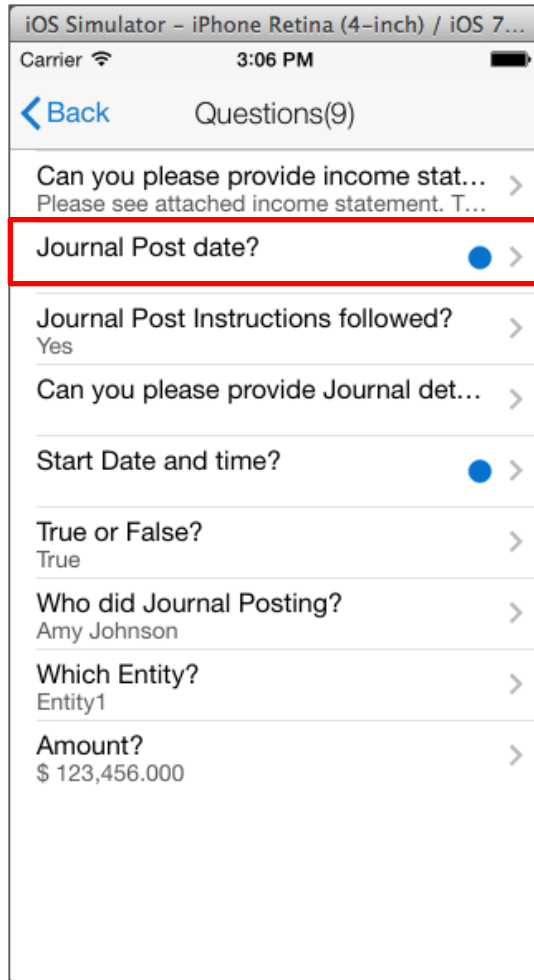 iOS Simulator – iPhone Retina (4-inch) / iOS 7...
Carrier 3:06 PM
Back Questions(9)
Can you please provide income stat...
Please see attached income statement. T...
Journal Post date?
Journal Post Instructions followed?
Yes
Can you please provide Journal det...
Start Date and time?
True or False?
True
Who did Journal Posting?
Amy Johnson
Which Entity?
Entity1
Amount?
$ 123,456.000